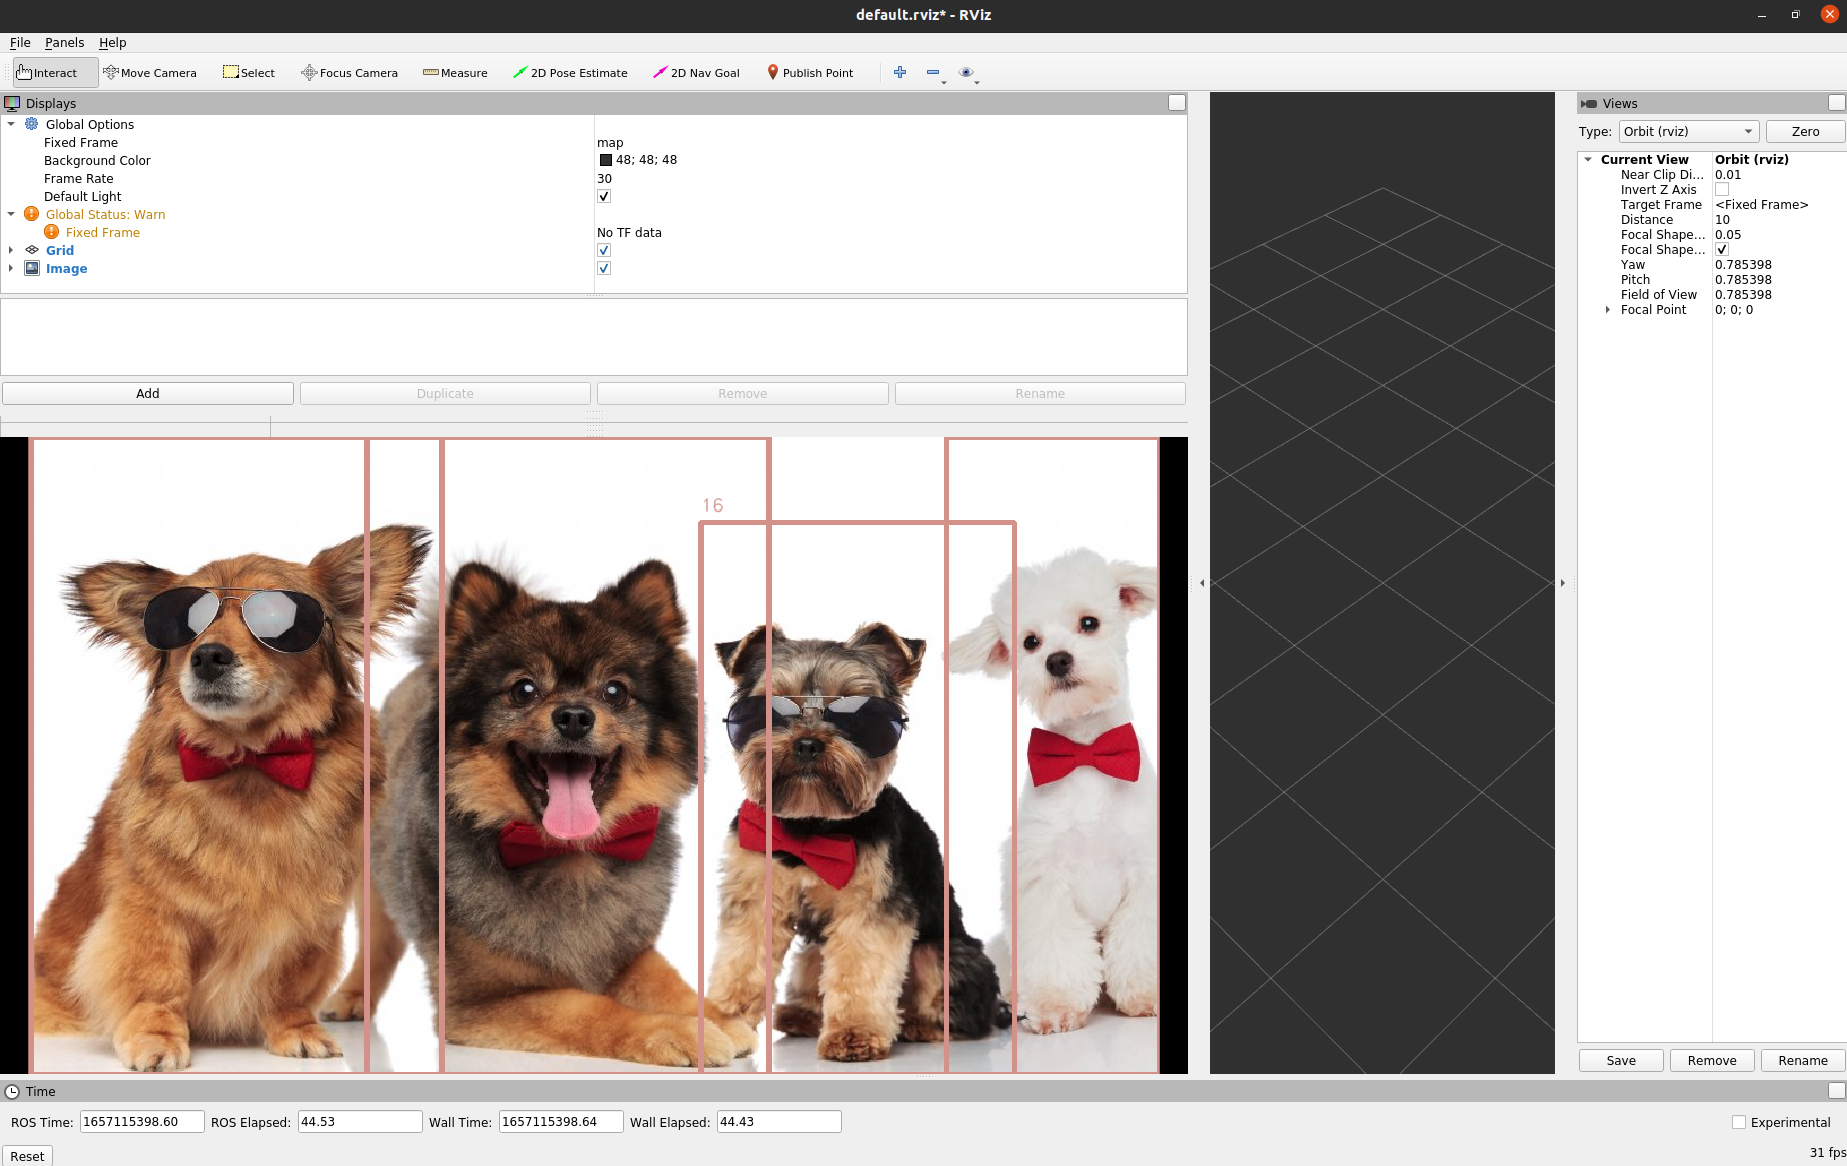 default.rviz* - RViz
File Panels Help
Interact Move Camera Select Focus Camera Measure 2D Pose Estimate 2D Nav Goal Publish Point
Displays
Global Options
Fixed Frame map
Background Color 48; 48; 48
Frame Rate 30
Default Light
Global Status: Warn
Fixed Frame No TF data
Grid
Image
Add Duplicate Remove Rename
16
Views
Type: Orbit (rviz) Zero
Current View Orbit (rviz)
Near Clip Di... 0.01
Invert Z Axis
Target Frame <Fixed Frame>
Distance 10
Focal Shape... 0.05
Focal Shape...
Yaw 0.785398
Pitch 0.785398
Field of View 0.785398
Focal Point 0; 0; 0
Save Remove Rename
Time
ROS Time: 1657115398.60 ROS Elapsed: 44.53 Wall Time: 1657115398.64 Wall Elapsed: 44.43 Experimental
Reset 31 fps